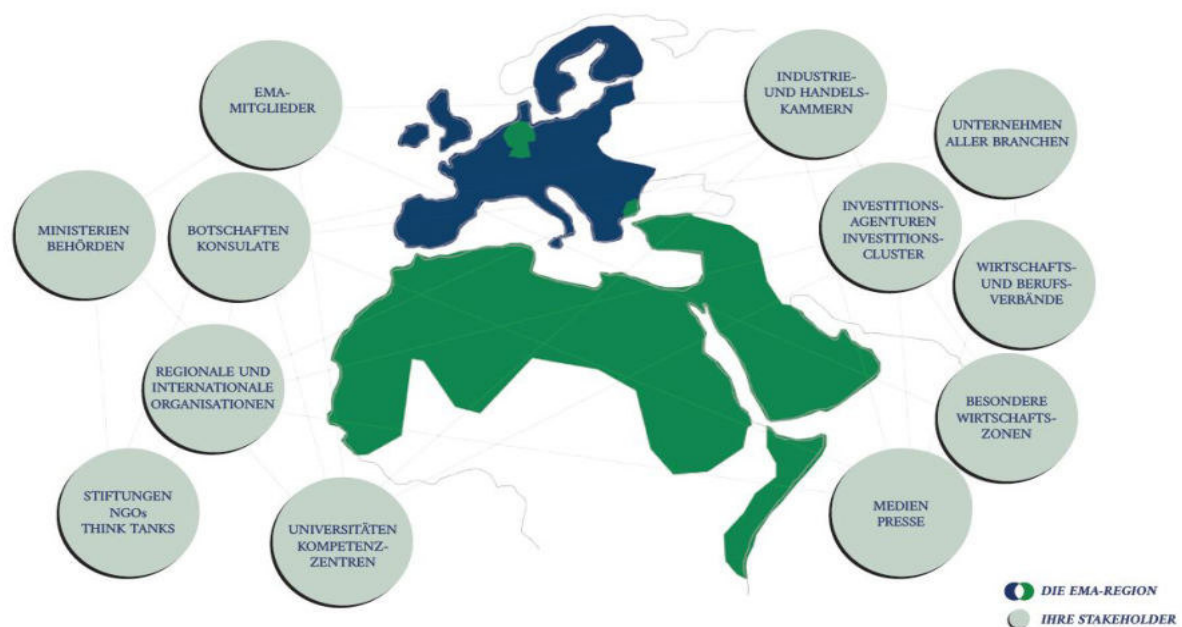 EMA-
MITGLIEDER
INDUSTRIE-
UND HANDELS-
KAMMERN
UNTERNEHMEN
ALLER BRANCHEN
MINISTERIEN
BEHÖRDEN
BOTSCHAFTEN
KONSULATE
INVESTITIONS-
AGENTUREN
INVESTITIONS-
CLUSTER
WIRTSCHAFTS-
UND BERUFS-
VERBÄNDE
REGIONALE UND
INTERNATIONALE
ORGANISATIONEN
BESONDERE
WIRTSCHAFTS-
ZONEN
STIFTUNGEN
NGOs
THINK TANKS
UNIVERSITÄTEN
KOMPETENZ-
ZENTREN
MEDIEN
PRESSE
DIE EMA-REGION
IHRE STAKEHOLDER